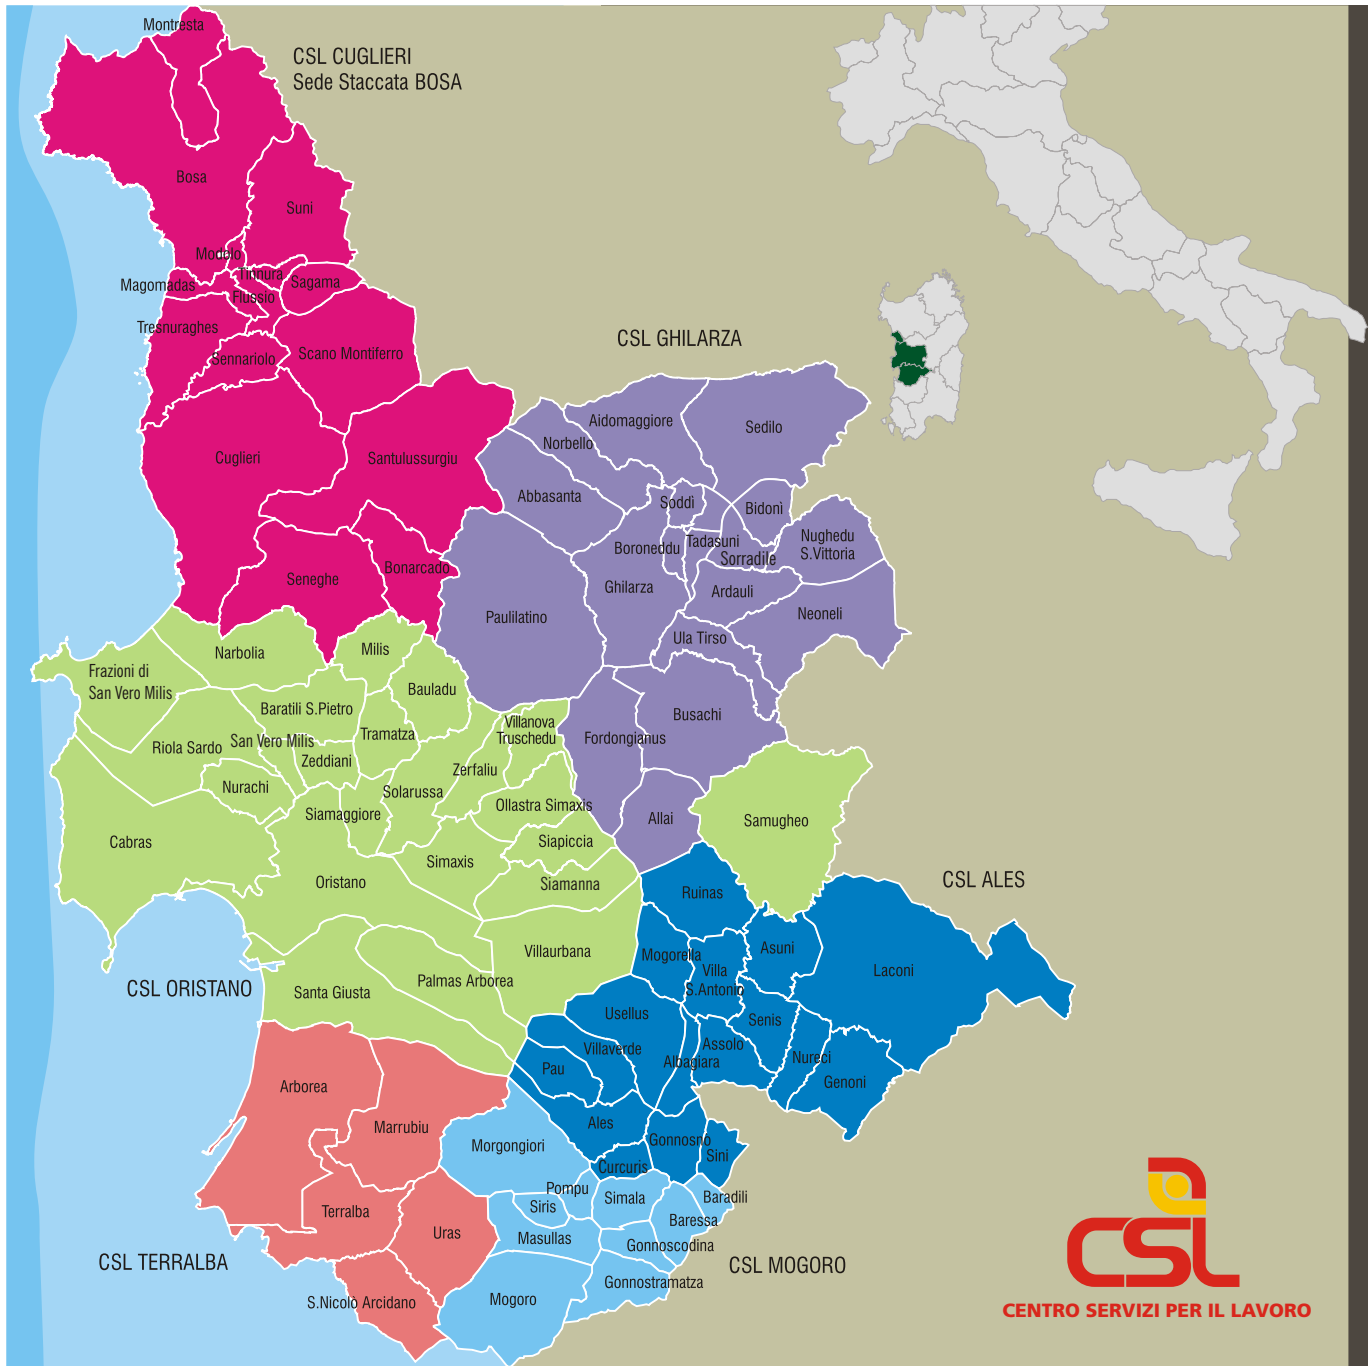 Montresta
CSL CUGLIERI
Sede Staccata BOSA
Bosa
Suni
Modolo
Tinnura
Magomadas
Sagama
Flussio
Tresnuraghes
CSL GHILARZA
Sennariolo
Scano Montiferro
Aidomaggiore
Sedilo
Norbello
Cuglieri
Santulussurgiu
Abbasanta
Soddì
Bidonì
Nughedu
S.Vittoria
Tadasuni
Boroneddu
Sorradile
Bonarcado
Seneghe
Ghilarza
Ardauli
Paulilatino
Neoneli
Ula Tirso
Narbolia
Milis
Frazioni di
San Vero Milis
Bauladu
Baratili S.Pietro
Busachi
Villanova
Truschedu
Tramatza
Fordongianus
San Vero Milis
Riola Sardo
Zeddiani
Zerfaliu
Nurachi
Solarussa
Ollastra Simaxis
Siamaggiore
Allai
Samugheo
Cabras
Siapiccia
Simaxis
Oristano
Siamanna
CSL ALES
Ruinas
Villaurbana
Mogorella
Asuni
Villa
S.Antonio
Laconi
Palmas Arborea
CSL ORISTANO
Santa Giusta
Usellus
Senis
Villaverde
Assolo
Albagiara
Nureci
Pau
Genoni
Arborea
Marrubiu
Ales
Gonnosnò
Morgongiori
Sini
Curcuris
Pompu
Simala
Baradili
Siris
Terralba
Baressa
Uras
Masullas
Gonnoscodina
CSL TERRALBA
CSL MOGORO
Gonnostramatza
S.Nicolò Arcidano
Mogoro
CSL
CENTRO SERVIZI PER IL LAVORO